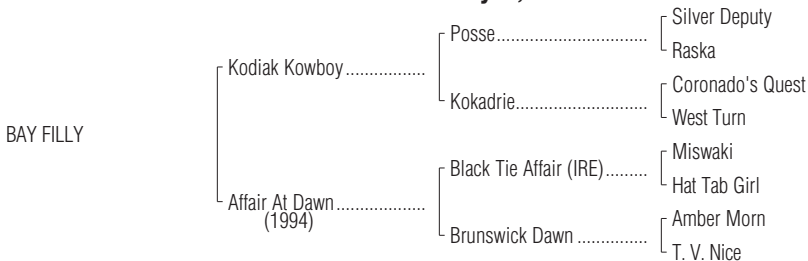 Silver Deputy
Posse
Raska
Kodiak Kowboy
Coronado's Quest
Kokadrie
West Turn
BAY FILLY
Miswaki
Black Tie Affair (IRE)
Hat Tab Girl
Affair At Dawn
(1994)
Amber Morn
Brunswick Dawn
T. V. Nice